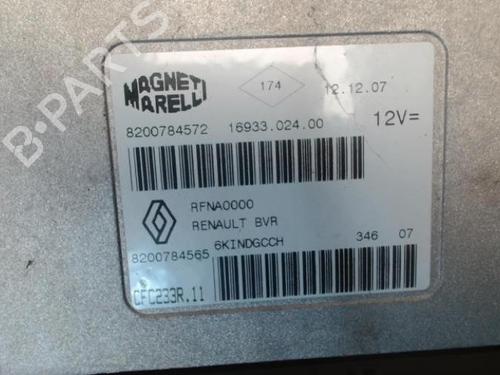 MAGNETI
MARELLI
174
12.12.07
8200784572
16933.024.00
12V=
RFNA0000
RENAULT BVR
8200784565
6KINDGCCH
346 07
CFC233R.11
B-PARTS